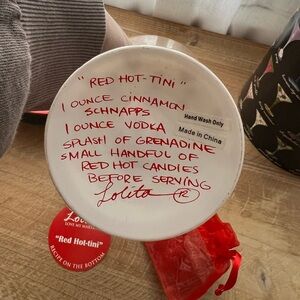 "RED HOT-TINI"
1 OUNCE CINNAMON
SCHNAPPS
1 OUNCE VODKA
SPLASH OF GRENADINE
SMALL HANDFUL OF
RED HOT CANDIES
BEFORE SERVING
Lolita
Hand Wash Only
Made in China
"Red Hot-tini"
RECIPE ON THE BOTTOM